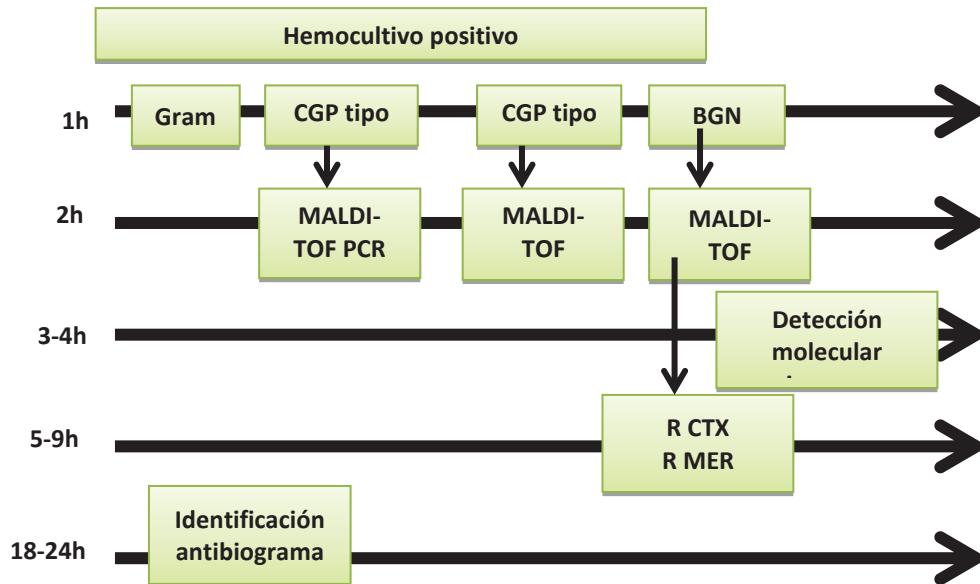 Hemocultivo positivo
1h
Gram
CGP tipo
CGP tipo
BGN
2h
MALDI-
TOF PCR
MALDI-
TOF
MALDI-
TOF
3-4h
Detección
molecular
5-9h
R CTX
R MER
18-24h
Identificación
antibiograma